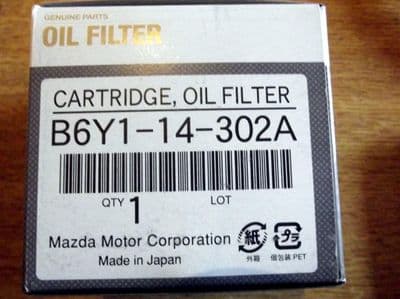 GENUINE PARTS
OIL FILTER
CARTRIDGE, OIL FILTER
B6Y1-14-302A
QTY 1 LOT
Mazda Motor Corporation
Made in Japan
紙 プラ
外箱 個包装:PET